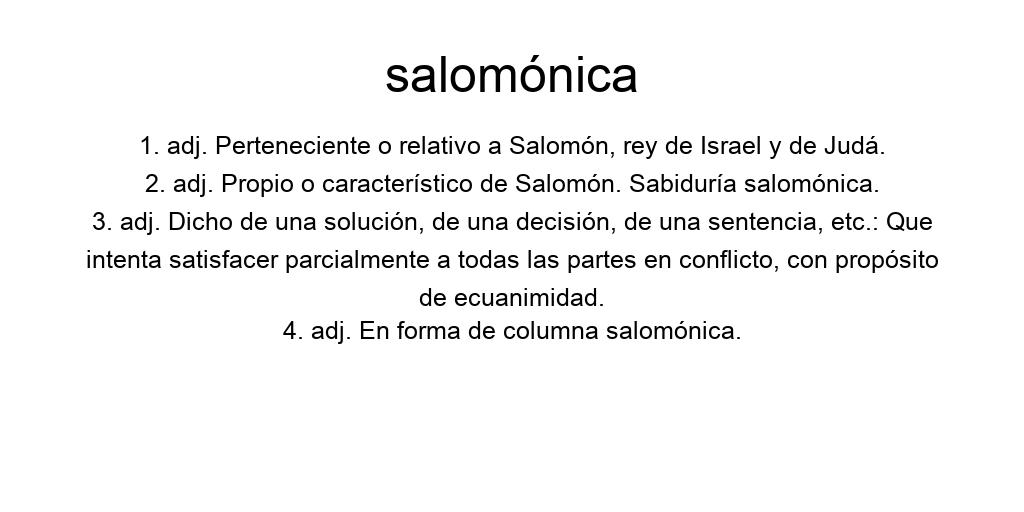 salomónica
1. adj. Perteneciente o relativo a Salomón, rey de Israel y de Judá.
2. adj. Propio o característico de Salomón. Sabiduría salomónica.
3. adj. Dicho de una solución, de una decisión, de una sentencia, etc.: Que
intenta satisfacer parcialmente a todas las partes en conflicto, con propósito
de ecuanimidad.
4. adj. En forma de columna salomónica.